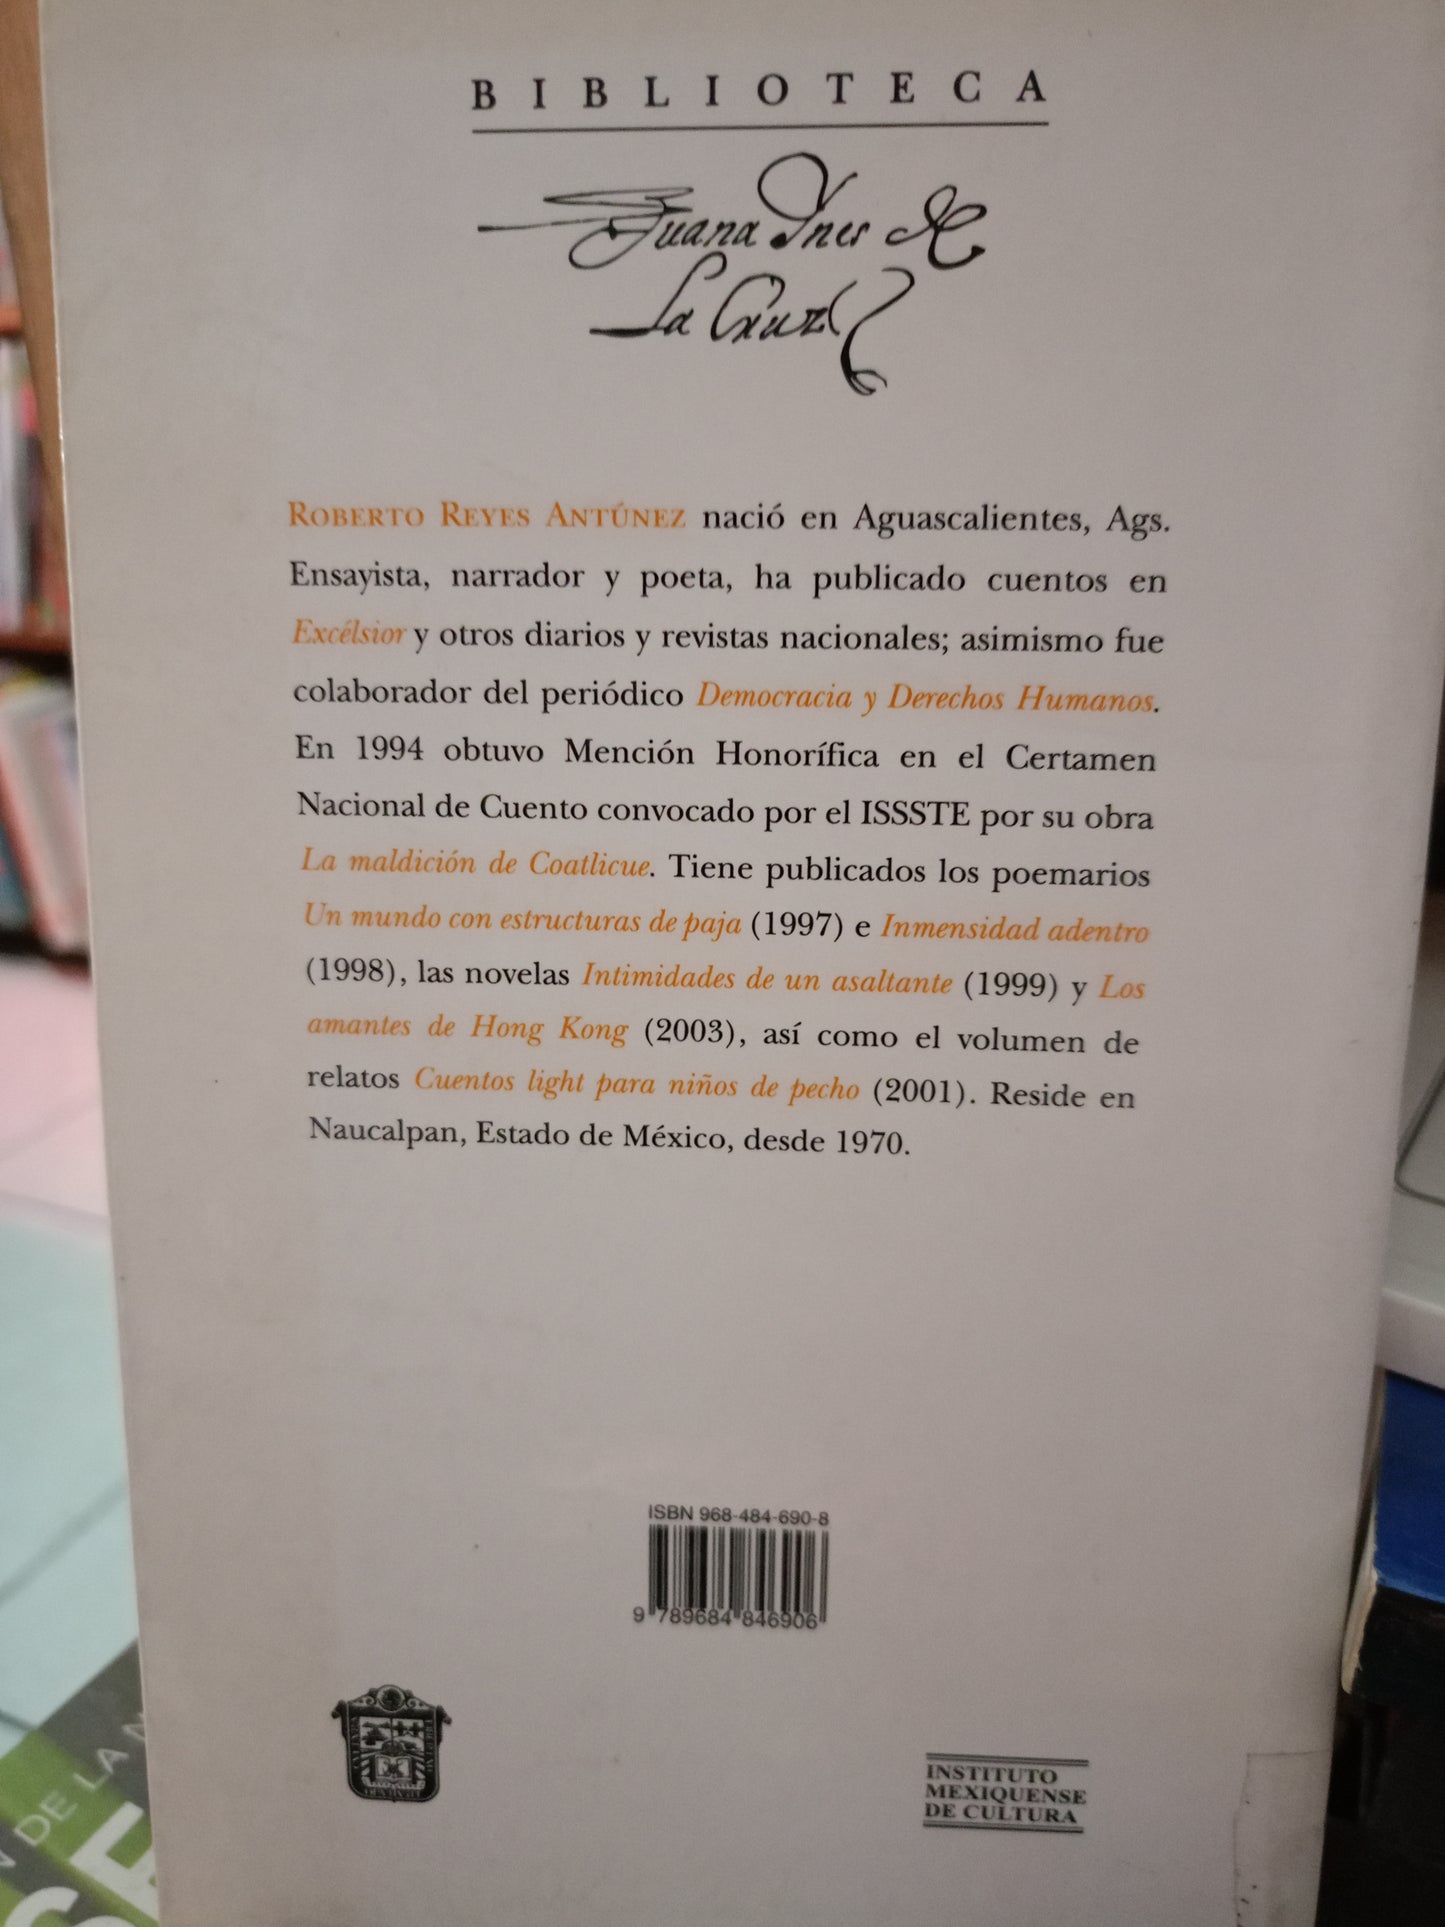 BIBLIOTECA
Juana Ynes de
La Cruz
ROBERTO REYES ANTÚNEZ nació en Aguascalientes, Ags.
Ensayista, narrador y poeta, ha publicado cuentos en
Excélsior y otros diarios y revistas nacionales; asimismo fue
colaborador del periódico Democracia y Derechos Humanos.
En 1994 obtuvo Mención Honorífica en el Certamen
Nacional de Cuento convocado por el ISSSTE por su obra
La maldición de Coatlicue. Tiene publicados los poemarios
Un mundo con estructuras de paja (1997) e Inmensidad adentro
(1998), las novelas Intimidades de un asaltante (1999) y Los
amantes de Hong Kong (2003), así como el volumen de
relatos Cuentos light para niños de pecho (2001). Reside en
Naucalpan, Estado de México, desde 1970.
ISBN 968-484-690-8
9 789684 846906
INSTITUTO
MEXIQUENSE
DE CULTURA
DE LA